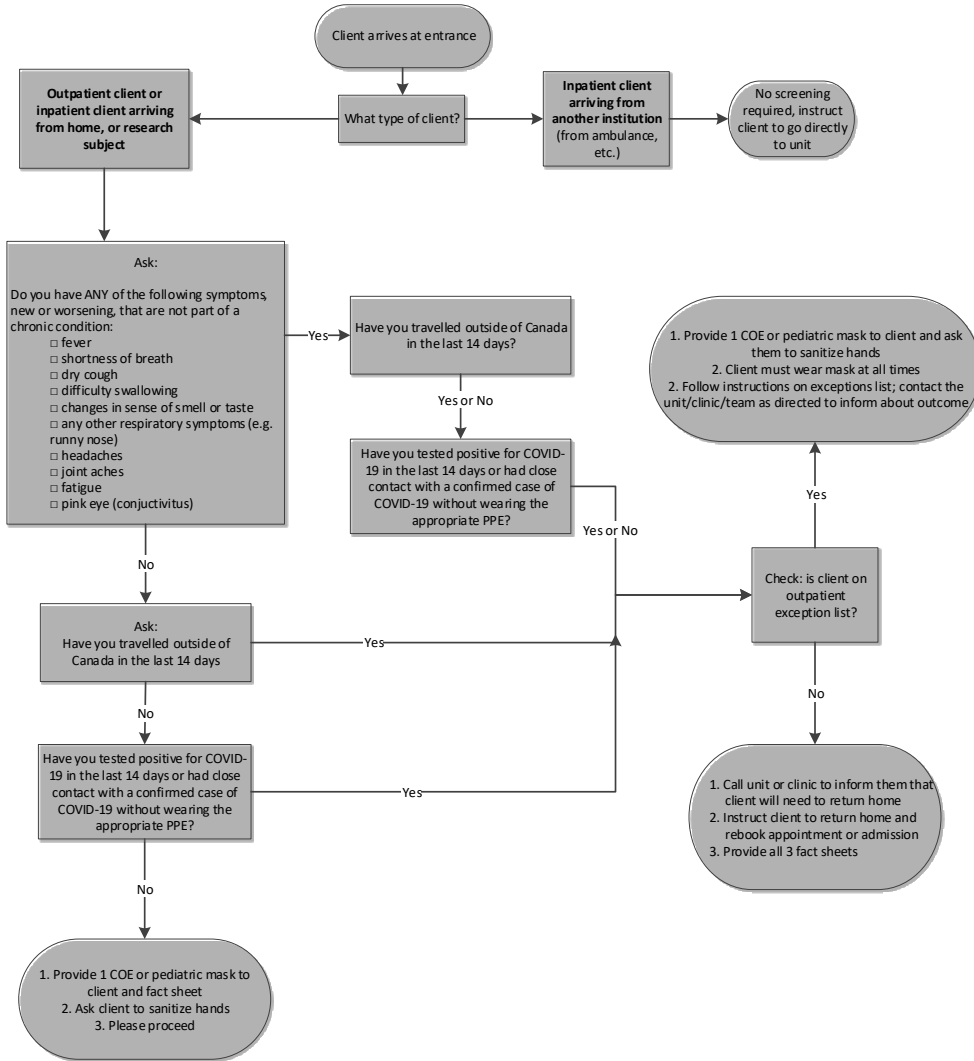 Client arrives at entrance
Outpatient client or
inpatient client arriving
from home, or research
subject
What type of client?
Inpatient client
arriving from
another institution
(from ambulance,
etc.)
No screening
required, instruct
client to go directly
to unit
Ask:
Do you have ANY of the following symptoms,
new or worsening, that are not part of a
chronic condition:
□ fever
□ shortness of breath
□ dry cough
□ difficulty swallowing
□ changes in sense of smell or taste
□ any other respiratory symptoms (e.g.
runny nose)
□ headaches
□ joint aches
□ fatigue
□ pink eye (conjuctivitus)
Yes
Have you travelled outside of Canada
in the last 14 days?
Yes or No
Have you tested positive for COVID-
19 in the last 14 days or had close
contact with a confirmed case of
COVID-19 without wearing the
appropriate PPE?
Yes or No
1. Provide 1 COE or pediatric mask to client and ask
them to sanitize hands
2. Client must wear mask at all times
2. Follow instructions on exceptions list; contact the
unit/clinic/team as directed to inform about outcome
Yes
Check: is client on
outpatient
exception list?
No
1. Call unit or clinic to inform them that
client will need to return home
2. Instruct client to return home and
rebook appointment or admission
3. Provide all 3 fact sheets
No
Ask:
Have you travelled outside of
Canada in the last 14 days
Yes
No
Have you tested positive for COVID-
19 in the last 14 days or had close
contact with a confirmed case of
COVID-19 without wearing the
appropriate PPE?
Yes
No
1. Provide 1 COE or pediatric mask to
client and fact sheet
2. Ask client to sanitize hands
3. Please proceed